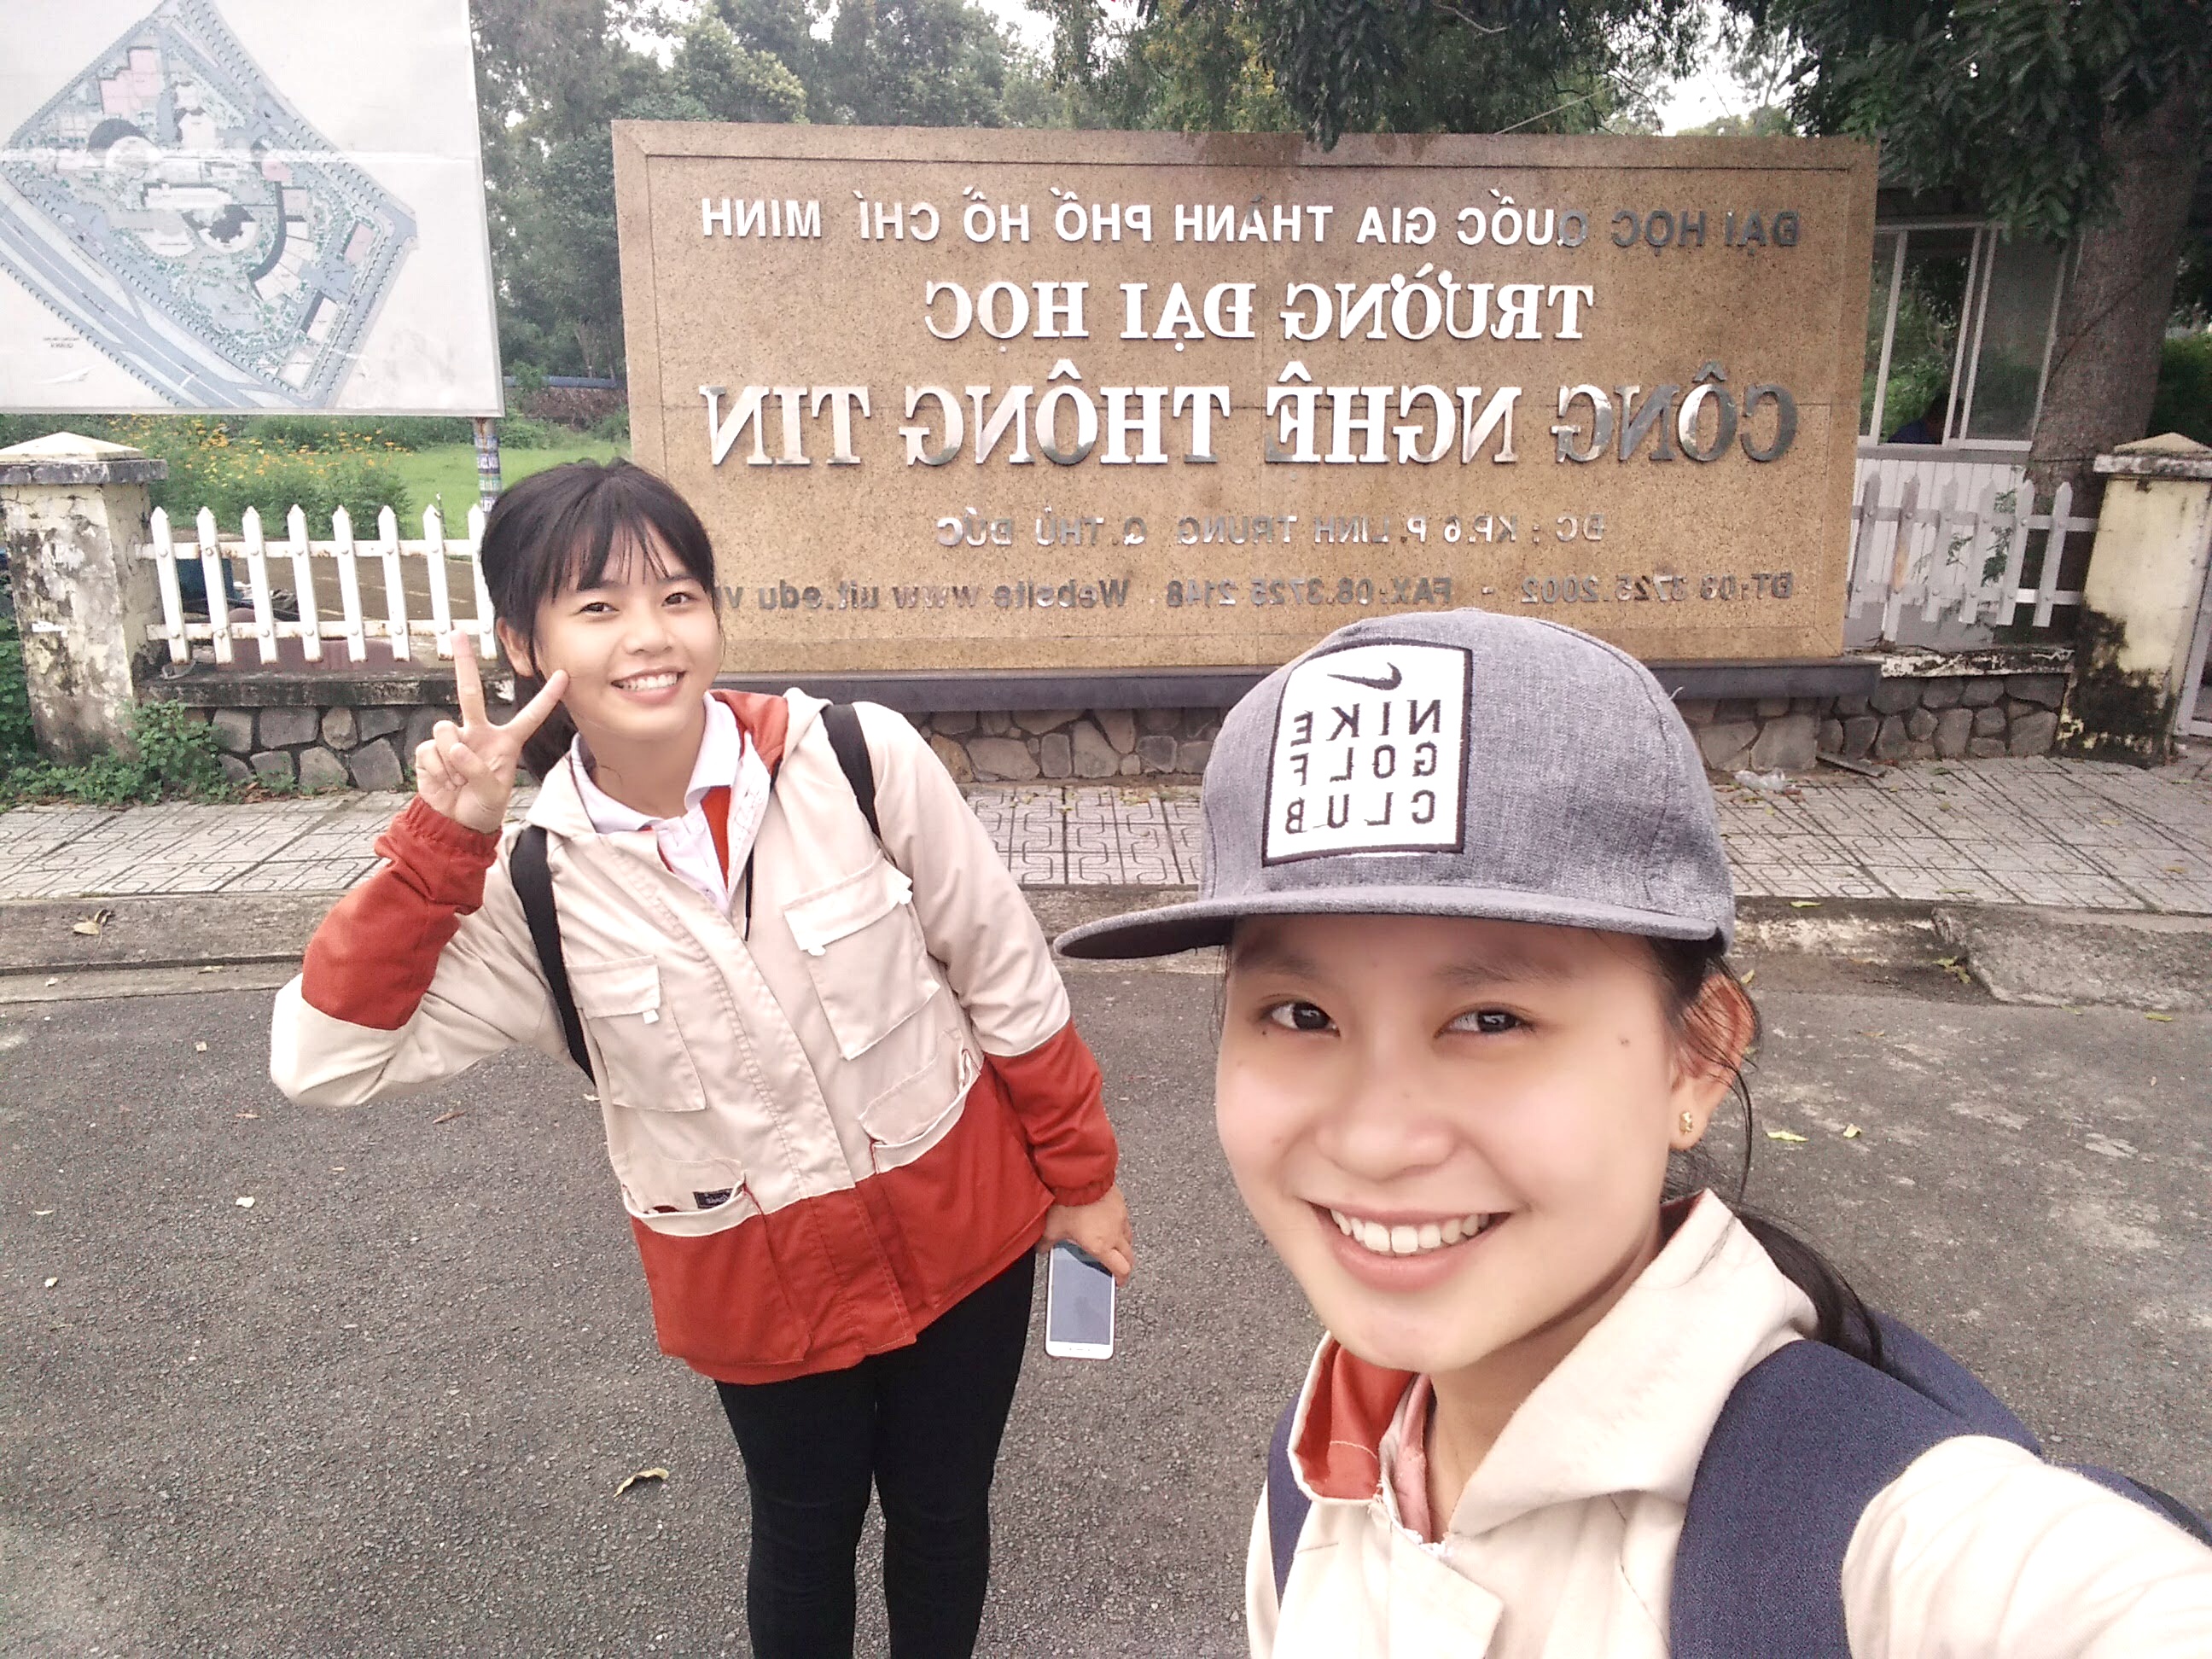 ĐẠI HỌC QUỐC GIA THÀNH PHỐ HỒ CHÍ MINH
TRƯỜNG ĐẠI HỌC
CÔNG NGHỆ THÔNG TIN
ĐC : KP.6 P. LINH TRUNG Q. THỦ ĐỨC
ĐT:08 3725.2002 - FAX:08.3725 2148. Website www uit.edu
NIKE
GOLF
CLUB